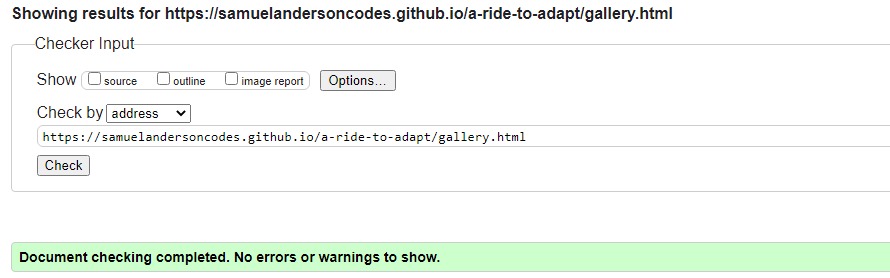 Showing results for https://samuelandersoncodes.github.io/a-ride-to-adapt/gallery.html
Checker Input
Show source outline image report Options...
Check by address
https://samuelandersoncodes.github.io/a-ride-to-adapt/gallery.html
Check
Document checking completed. No errors or warnings to show.